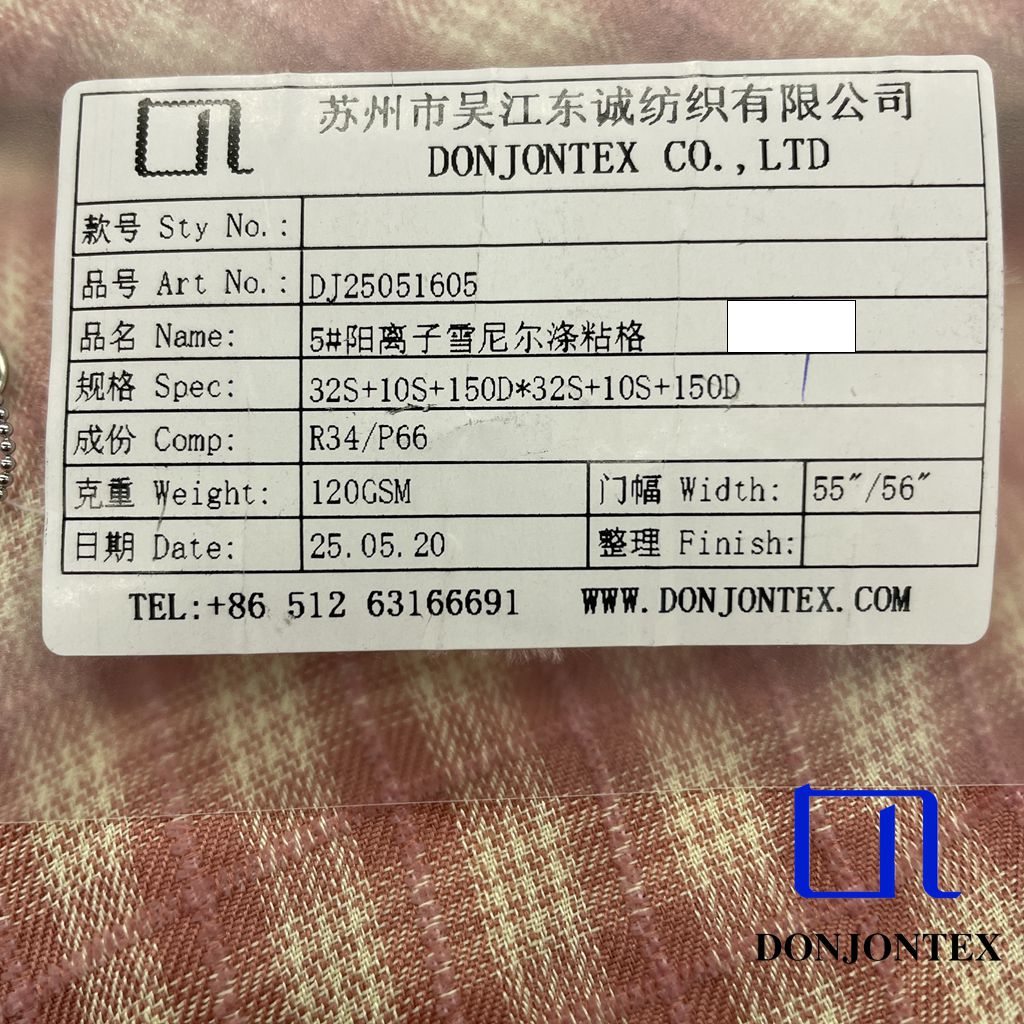 苏州市吴江东诚纺织有限公司
DONJONTEX CO.,LTD
款号 Sty No.:
品号 Art No.: DJ25051605
品名 Name: 5#阳离子雪尼尔涤粘格
规格 Spec: 32S+10S+150D*32S+10S+150D
成份 Comp: R34/P66
克重 Weight: 120GSM 门幅 Width: 55"/56"
日期 Date: 25.05.20 整理 Finish:
TEL:+86 512 63166691 WWW.DONJONTEX.COM
DONJONTEX